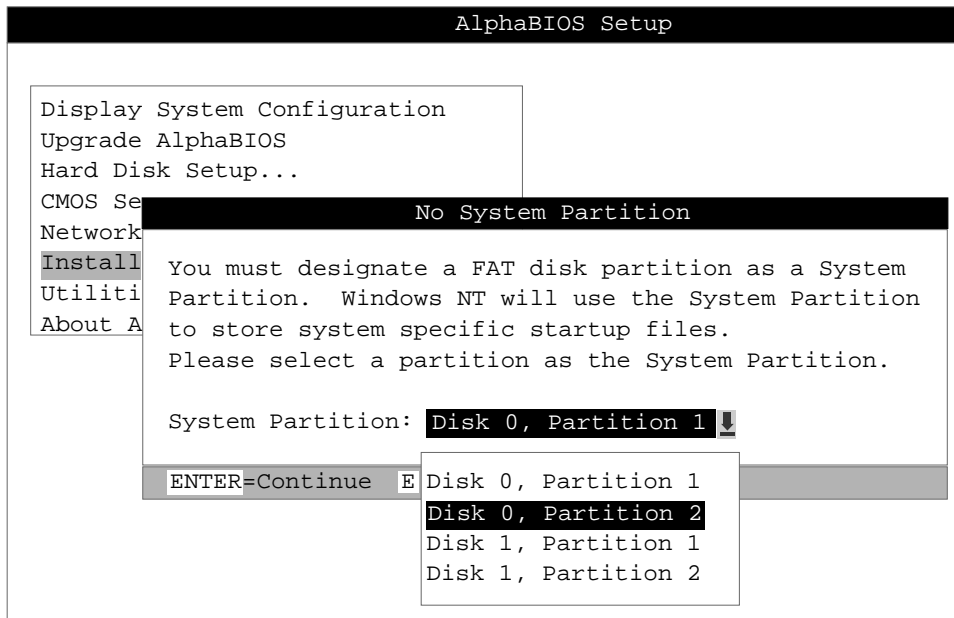 AlphaBIOS Setup
Display System Configuration
Upgrade AlphaBIOS
Hard Disk Setup...
CMOS Se
Network
Install
Utiliti
About A
No System Partition
You must designate a FAT disk partition as a System
Partition.  Windows NT will use the System Partition
to store system specific startup files.
Please select a partition as the System Partition.
System Partition: Disk 0, Partition 1
ENTER=Continue  E
Disk 0, Partition 1
Disk 0, Partition 2
Disk 1, Partition 1
Disk 1, Partition 2